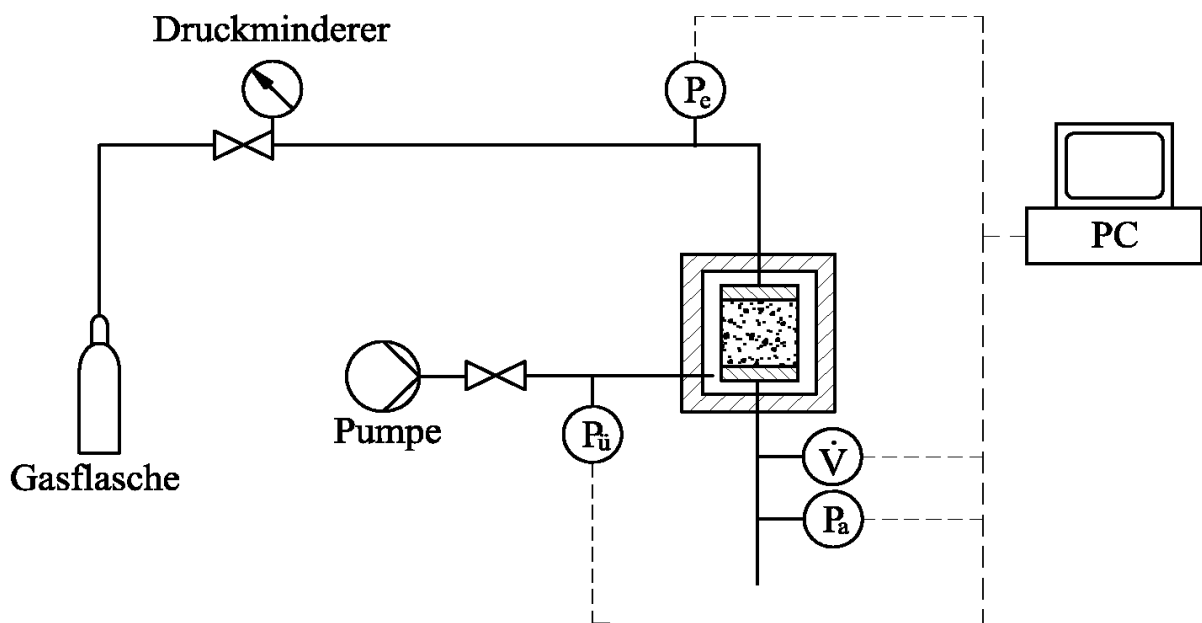 Druckminderer
Pe
PC
Pumpe
Pü
Gasflasche
V̇
Pa